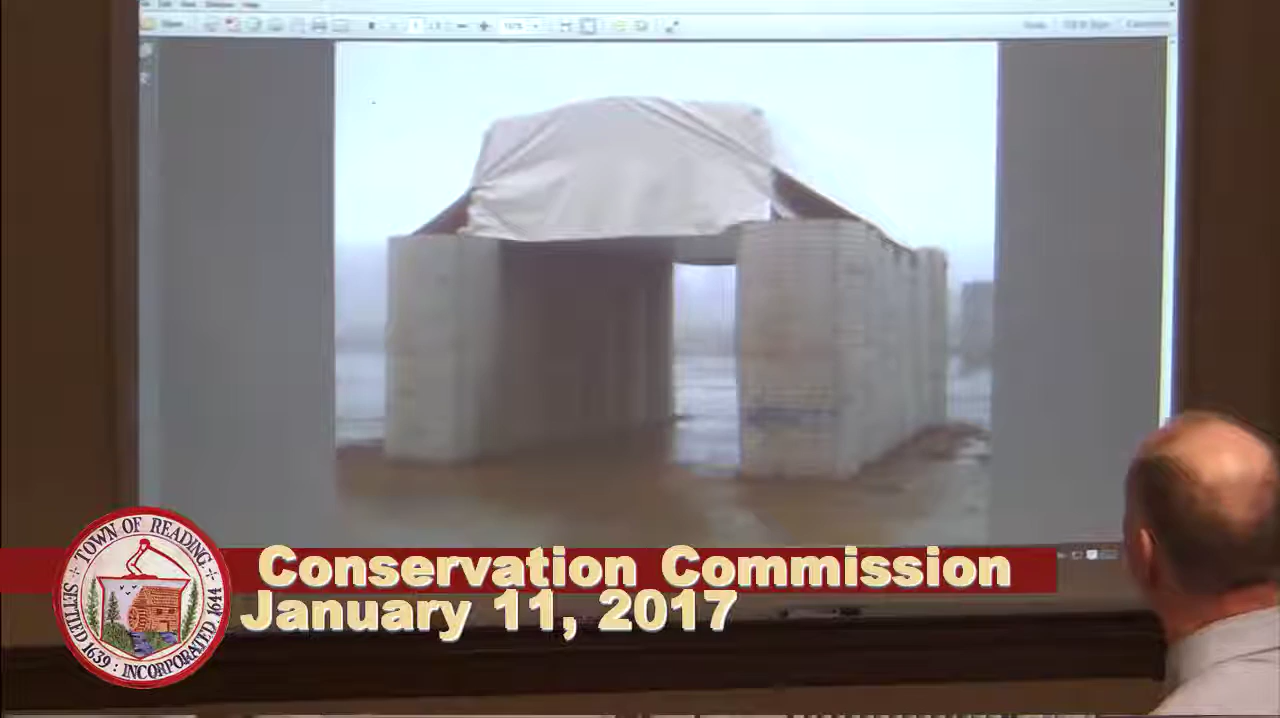 Conservation Commission
January 11, 2017
TOWN OF READING
SETTLED 1639 : INCORPORATED 1644